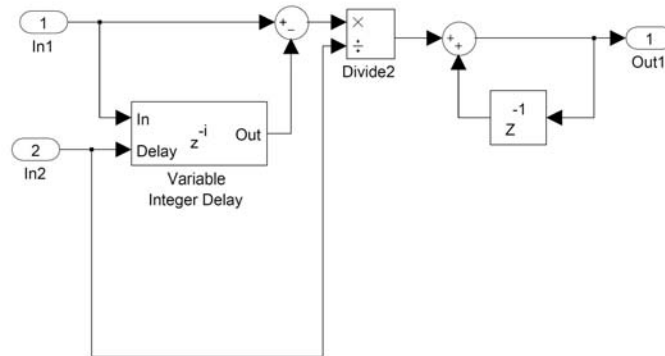 1
In1
+
−
×
÷
Divide2
+
+
1
Out1
In
z-i
Out
Delay
Variable
Integer Delay
-1
Z
2
In2